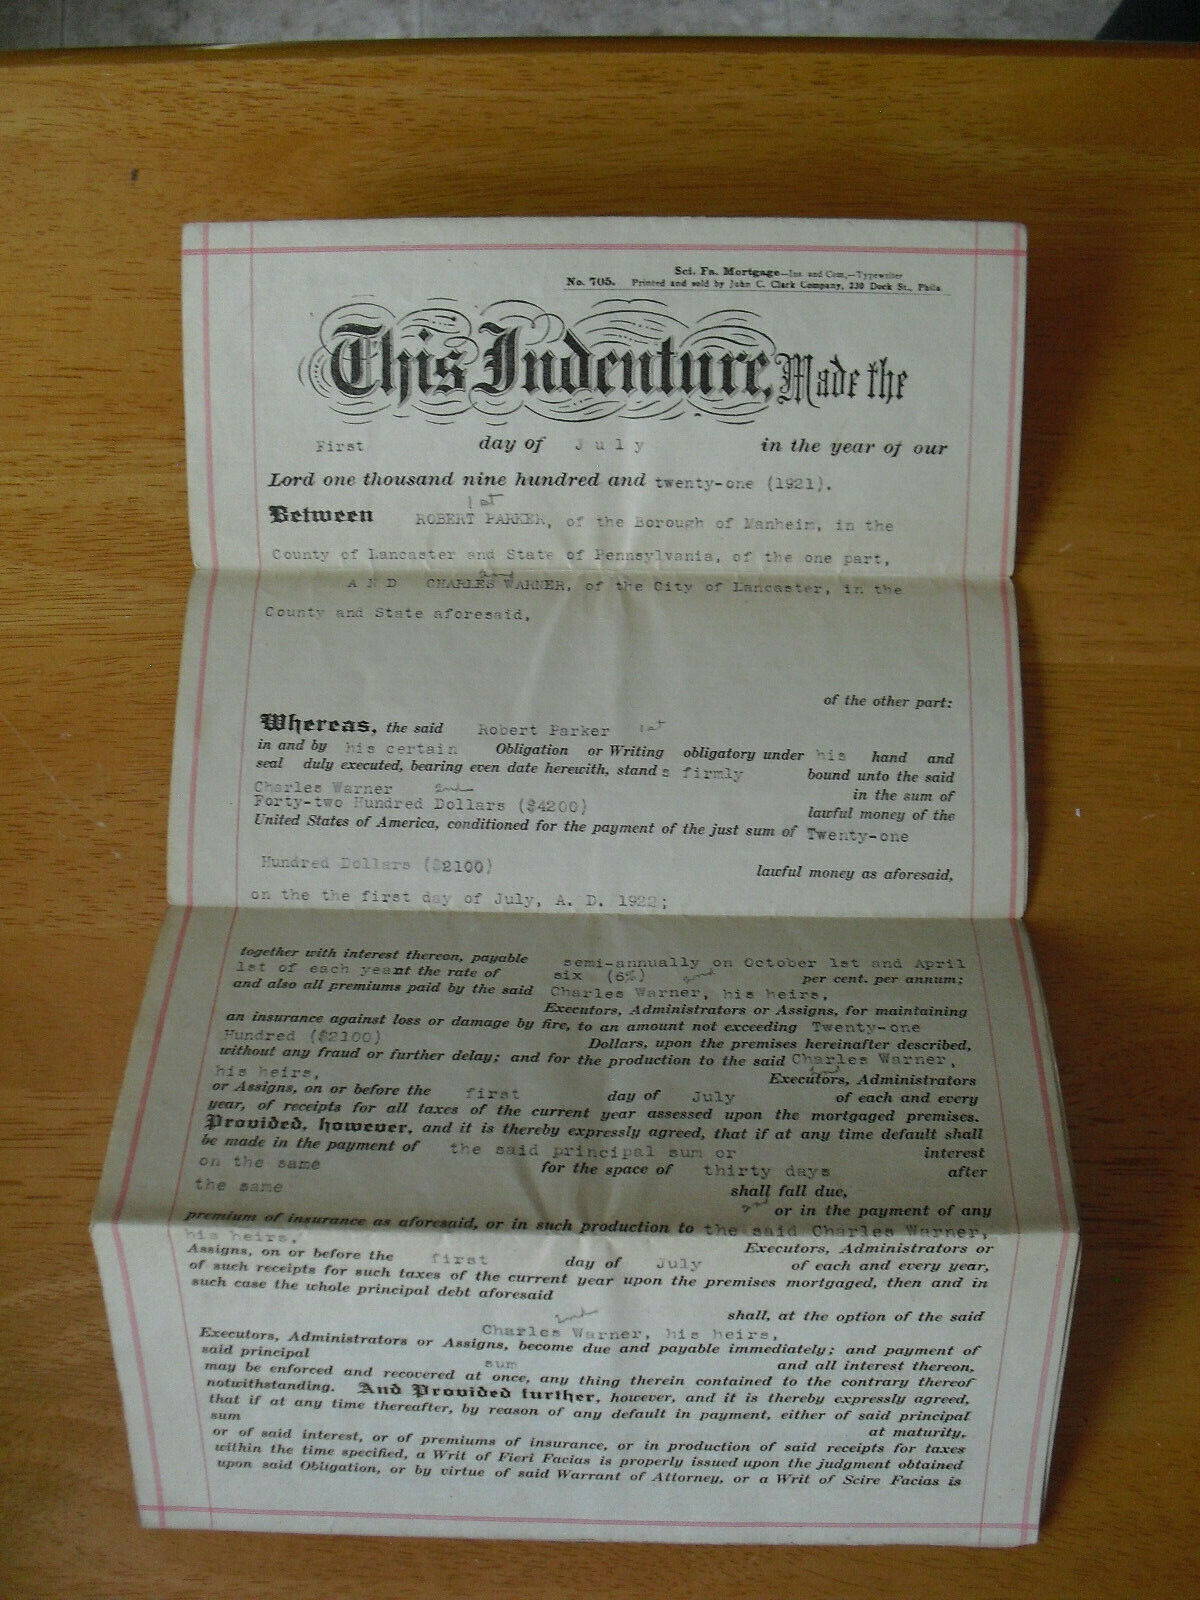 Sci. Fa. Mortgage—Ins. and Com.—Typewriter
No. 705. Printed and sold by John C. Clark Company, 230 Dock St., Phila
This Indenture, Made the
First day of July in the year of our
Lord one thousand nine hundred and twenty-one (1921).
1st
Between ROBERT PARKER, of the Borough of Manheim, in the
County of Lancaster and State of Pennsylvania, of the one part,
2nd
A N D CHARLES WARNER, of the City of Lancaster, in the
County and State aforesaid,
of the other part:
Whereas, the said Robert Parker 1st
in and by his certain Obligation or Writing obligatory under his hand and
seal duly executed, bearing even date herewith, stands firmly bound unto the said
Charles Warner 2nd in the sum of
Forty-two Hundred Dollars ($4200) lawful money of the
United States of America, conditioned for the payment of the just sum of Twenty-one
Hundred Dollars ($2100) lawful money as aforesaid,
on the the first day of July, A. D. 1922;
together with interest thereon, payable semi-annually on October 1st and April
1st of each year at the rate of six (6%) per cent. per annum;
2nd
and also all premiums paid by the said Charles Warner, his heirs,
Executors, Administrators or Assigns, for maintaining
an insurance against loss or damage by fire, to an amount not exceeding Twenty-one
Hundred ($2100) Dollars, upon the premises hereinafter described,
without any fraud or further delay; and for the production to the said Charles Warner,
2nd
his heirs, Executors, Administrators
or Assigns, on or before the first day of July of each and every
year, of receipts for all taxes of the current year assessed upon the mortgaged premises.
Provided, however, and it is thereby expressly agreed, that if at any time default shall
be made in the payment of the said principal sum or interest
on the same for the space of thirty days after
the same shall fall due,
2nd or in the payment of any
premium of insurance as aforesaid, or in such production to the said Charles Warner,
his heirs, Executors, Administrators or
Assigns, on or before the first day of July of each and every year,
of such receipts for such taxes of the current year upon the premises mortgaged, then and in
such case the whole principal debt aforesaid
2nd shall, at the option of the said
Charles Warner, his heirs,
Executors, Administrators or Assigns, become due and payable immediately; and payment of
said principal sum and all interest thereon,
may be enforced and recovered at once, any thing therein contained to the contrary thereof
notwithstanding. And Provided further, however, and it is thereby expressly agreed,
that if at any time thereafter, by reason of any default in payment, either of said principal
sum at maturity,
or of said interest, or of premiums of insurance, or in production of said receipts for taxes
within the time specified, a Writ of Fieri Facias is properly issued upon the judgment obtained
upon said Obligation, or by virtue of said Warrant of Attorney, or a Writ of Scire Facias is